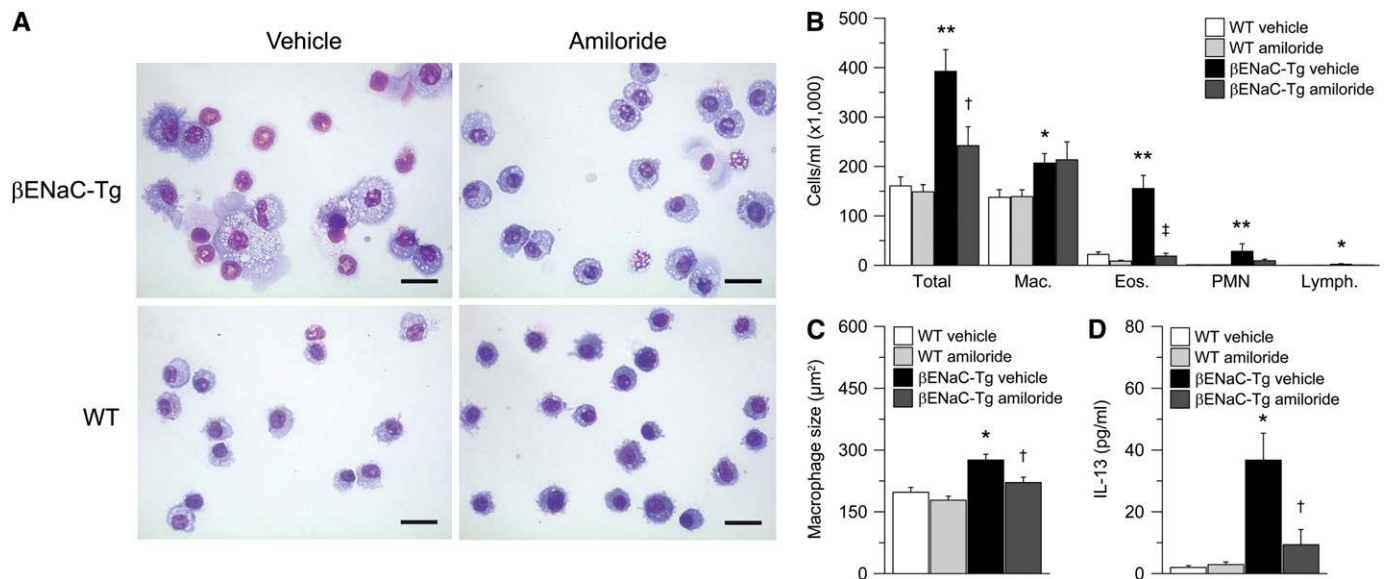 A
Vehicle
Amiloride
βENaC-Tg
WT
B
500
400
300
200
100
0
Cells/ml (x1,000)
WT vehicle
WT amiloride
βENaC-Tg vehicle
βENaC-Tg amiloride
**
†
*
**
‡
**
*
Total
Mac.
Eos.
PMN
Lymph.
C
600
450
300
150
0
Macrophage size (μm²)
WT vehicle
WT amiloride
βENaC-Tg vehicle
βENaC-Tg amiloride
*
†
D
80
60
40
20
0
IL-13 (pg/ml)
WT vehicle
WT amiloride
βENaC-Tg vehicle
βENaC-Tg amiloride
*
†